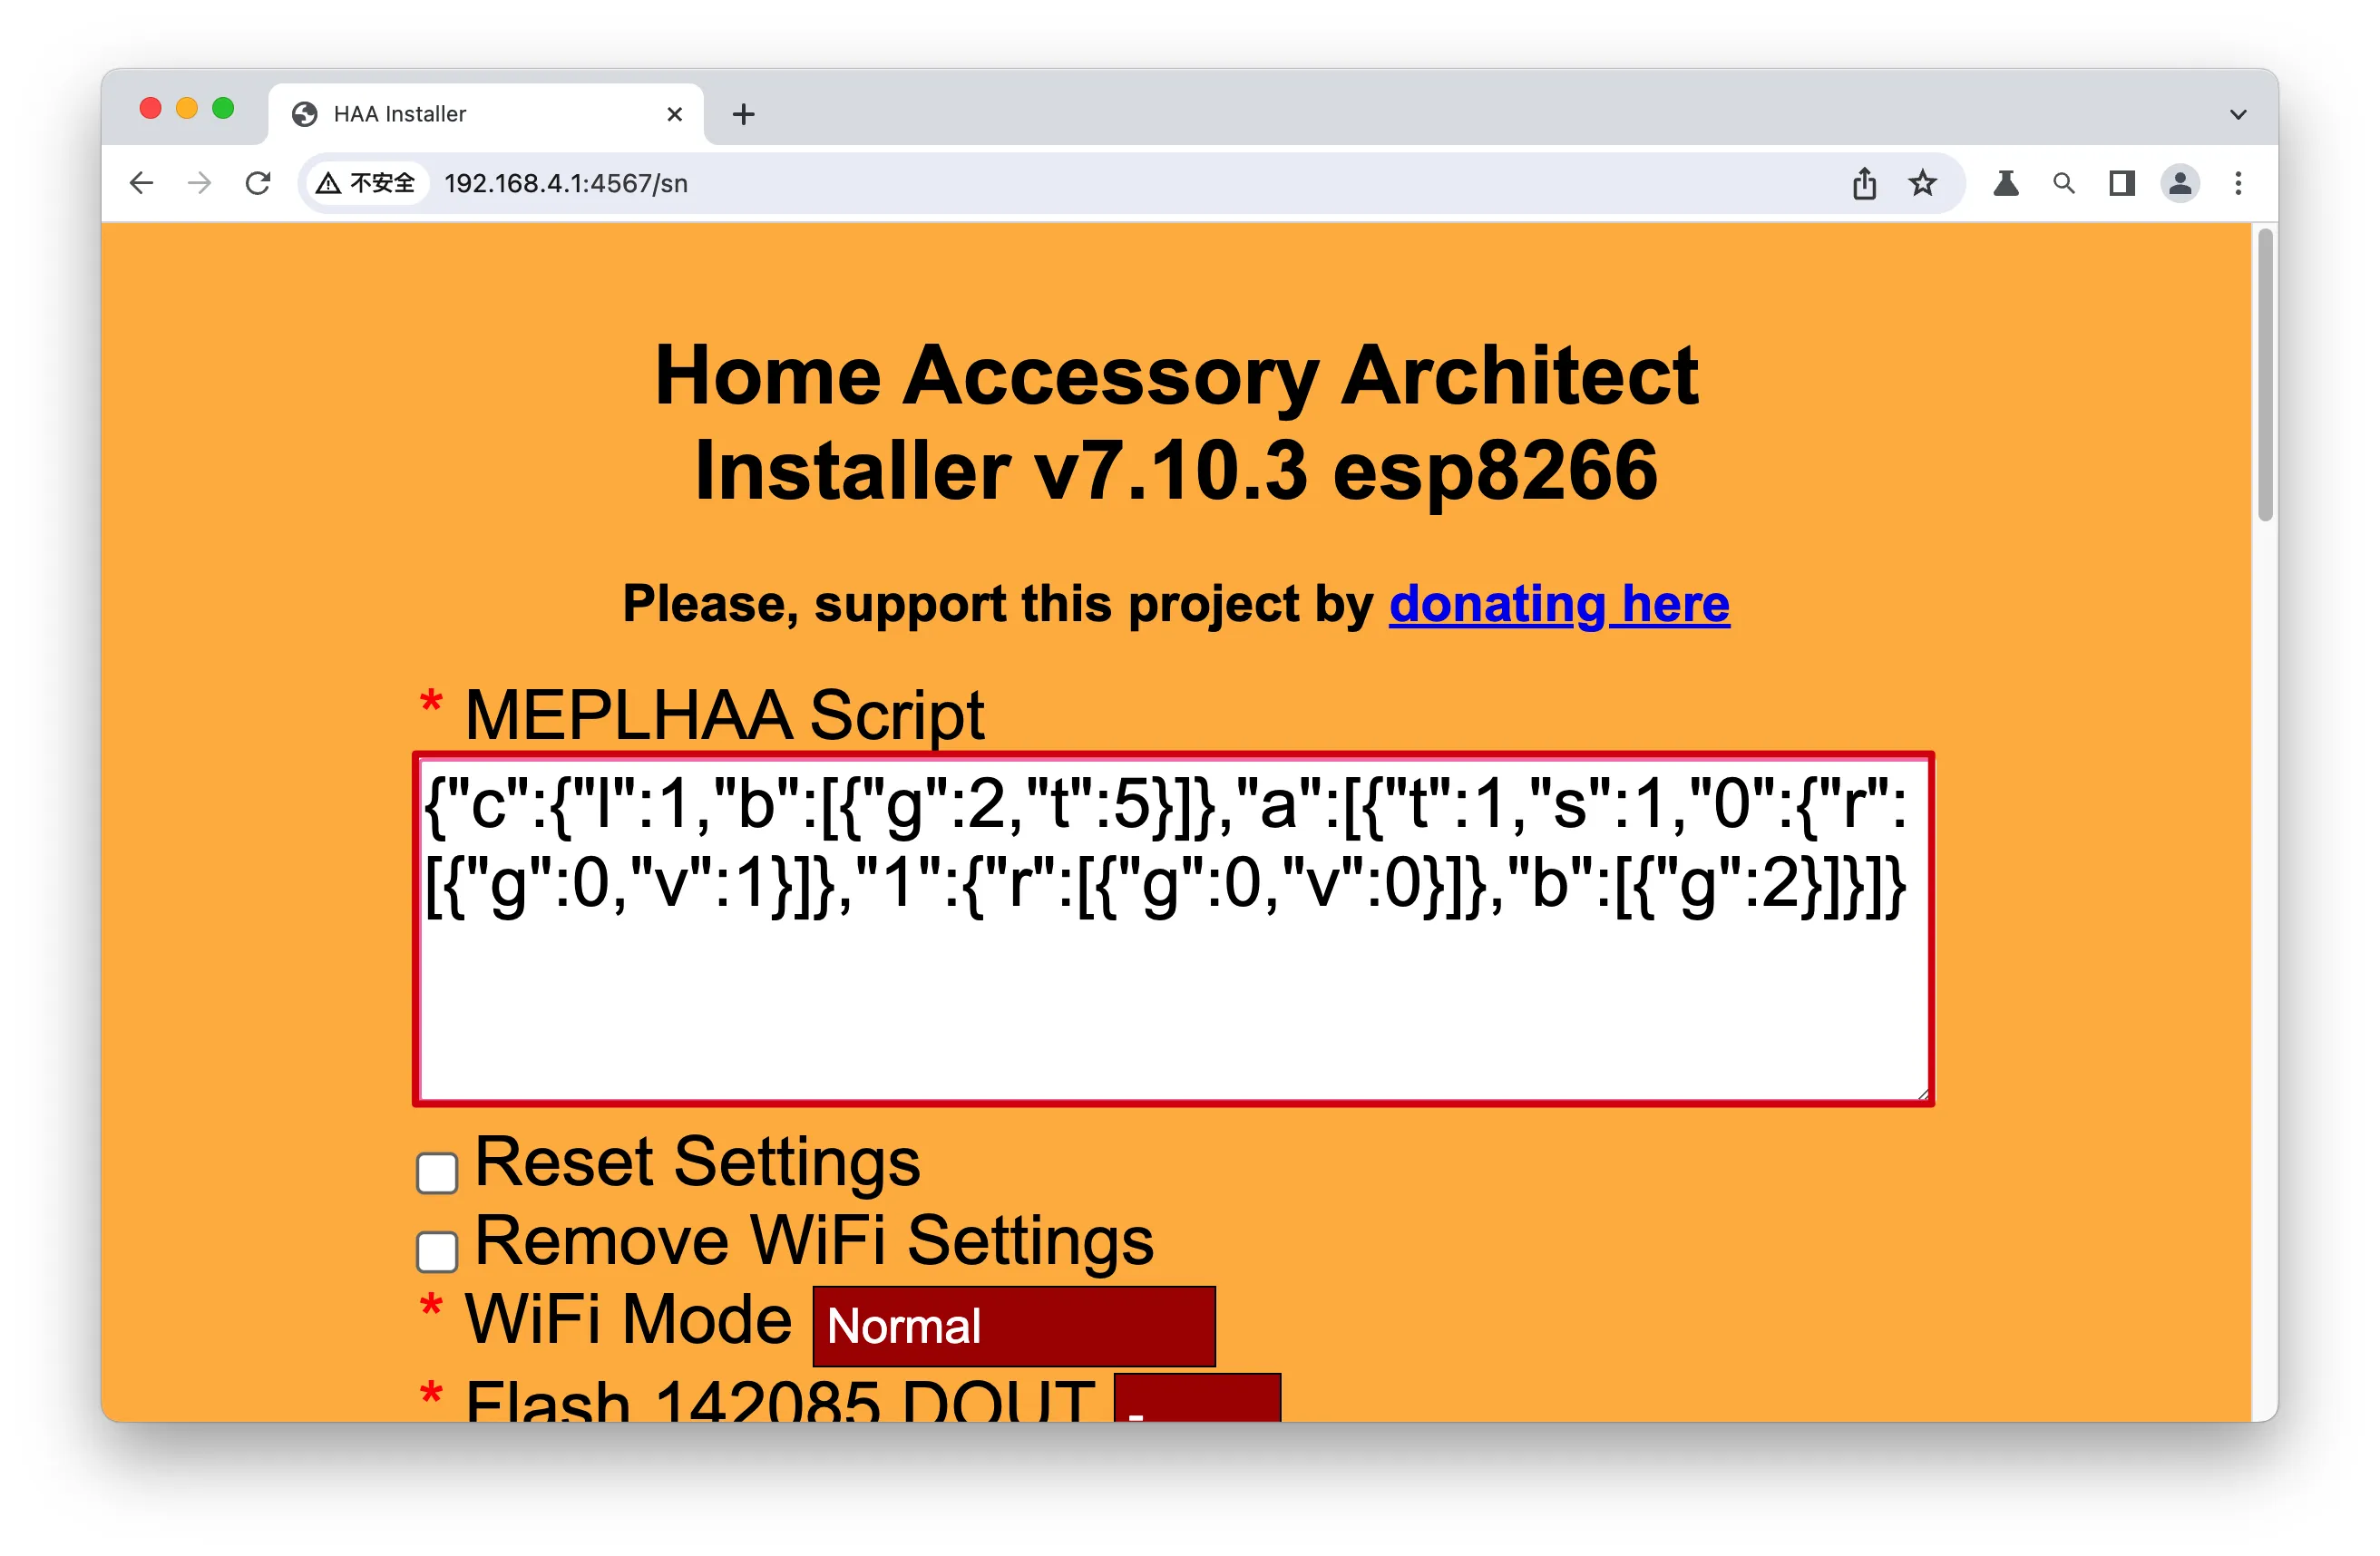 HAA Installer
不安全 192.168.4.1:4567/sn
Home Accessory Architect
Installer v7.10.3 esp8266
Please, support this project by donating here
* MEPLHAA Script
{"c":{"l":1,"b":[{"g":2,"t":5}]},"a":[{"t":1,"s":1,"0":{"r":
[{"g":0,"v":1}]},"1":{"r":[{"g":0,"v":0}]},"b":[{"g":2}]}]}
Reset Settings
Remove WiFi Settings
* WiFi Mode Normal
* Flash 142085 DOUT -